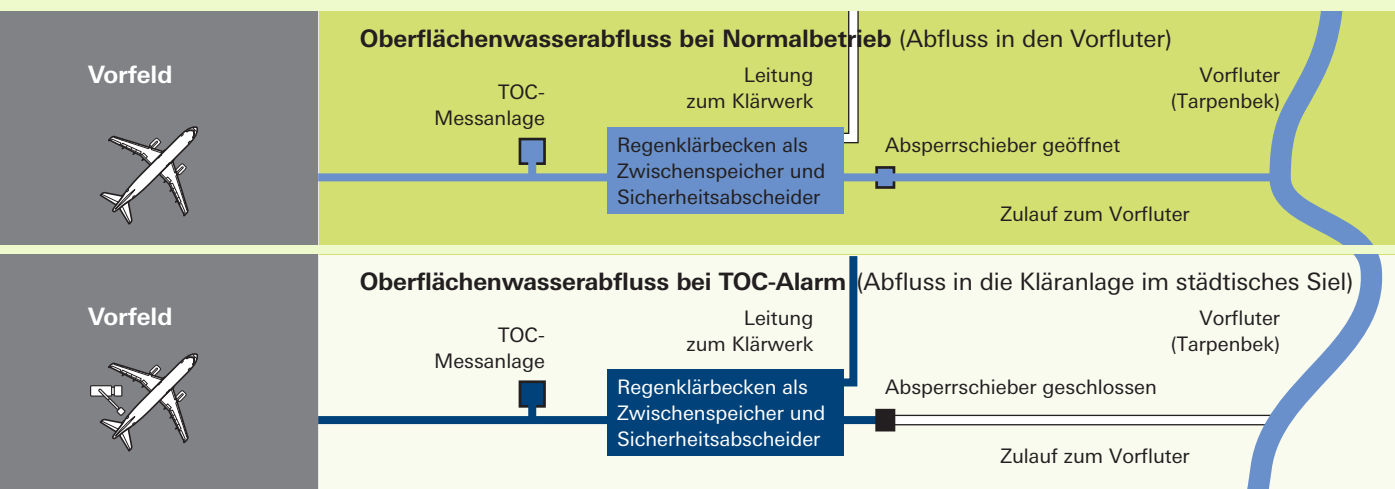 Oberflächenwasserabfluss bei Normalbetrieb (Abfluss in den Vorfluter)
Vorfeld
TOC-
Messanlage
Leitung
zum Klärwerk
Vorfluter
(Tarpenbek)
Regenklärbecken als
Zwischenspeicher und
Sicherheitsabscheider
Absperrschieber geöffnet
Zulauf zum Vorfluter
Oberflächenwasserabfluss bei TOC-Alarm (Abfluss in die Kläranlage im städtisches Siel)
Vorfeld
TOC-
Messanlage
Leitung
zum Klärwerk
Vorfluter
(Tarpenbek)
Regenklärbecken als
Zwischenspeicher und
Sicherheitsabscheider
Absperrschieber geschlossen
Zulauf zum Vorfluter